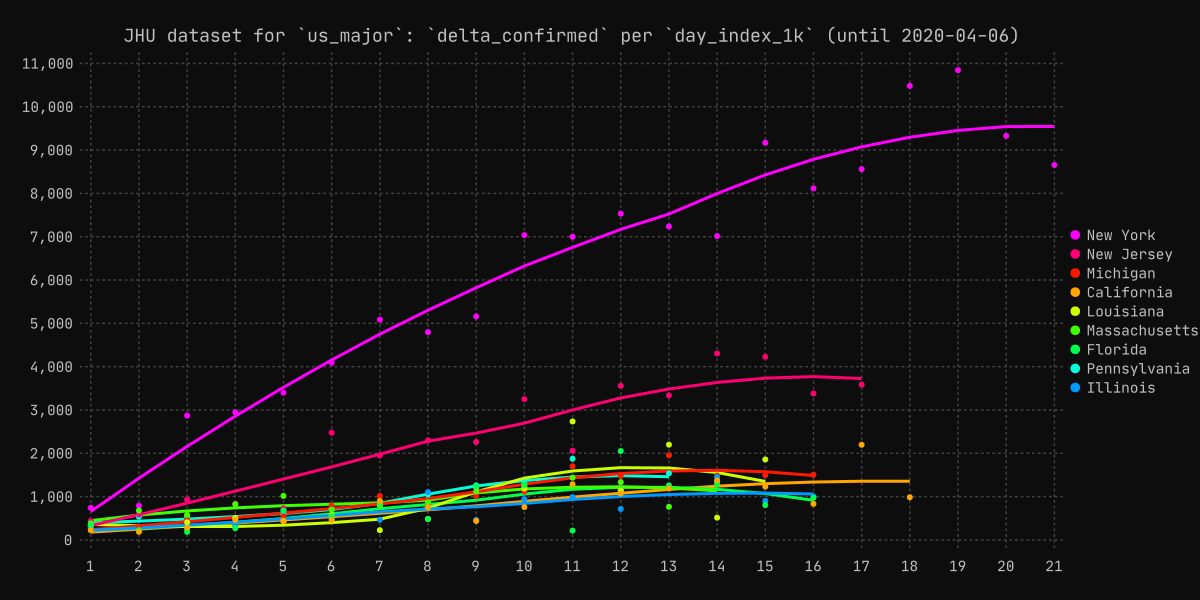 JHU dataset for `us_major`: `delta_confirmed` per `day_index_1k` (until 2020-04-06)
11,000
10,000
9,000
8,000
7,000
6,000
5,000
4,000
3,000
2,000
1,000
0
1 2 3 4 5 6 7 8 9 10 11 12 13 14 15 16 17 18 19 20 21
New York
New Jersey
Michigan
California
Louisiana
Massachusetts
Florida
Pennsylvania
Illinois